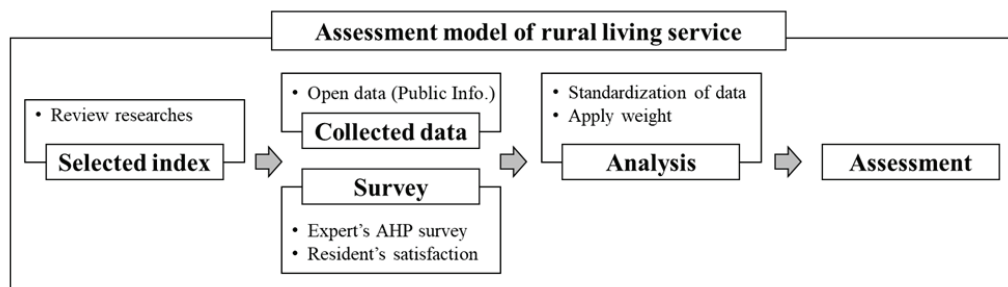 Assessment model of rural living service
• Review researches
Selected index
• Open data (Public Info.)
Collected data
Survey
• Expert's AHP survey
• Resident's satisfaction
• Standardization of data
• Apply weight
Analysis
Assessment